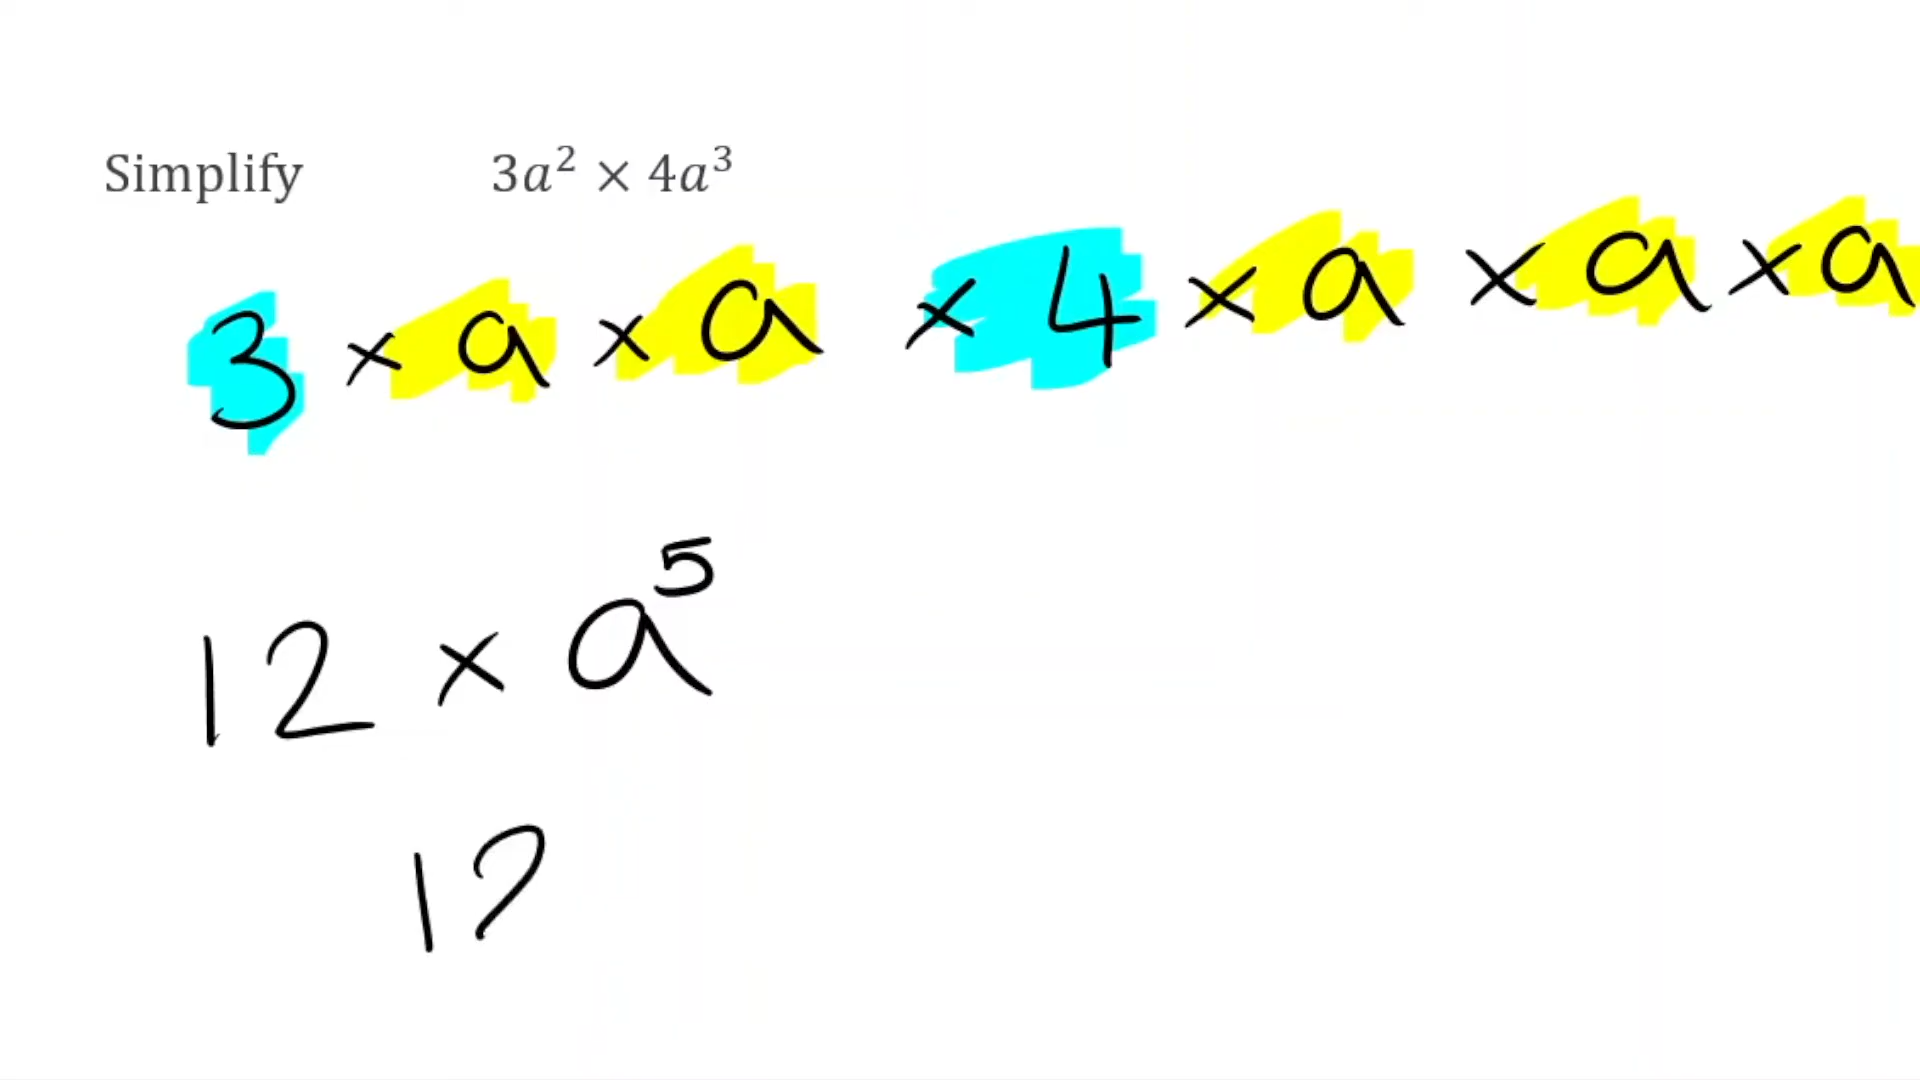 Simplify 3a² × 4a³
3 × a × a × 4 × a × a × a
12 × a⁵
12